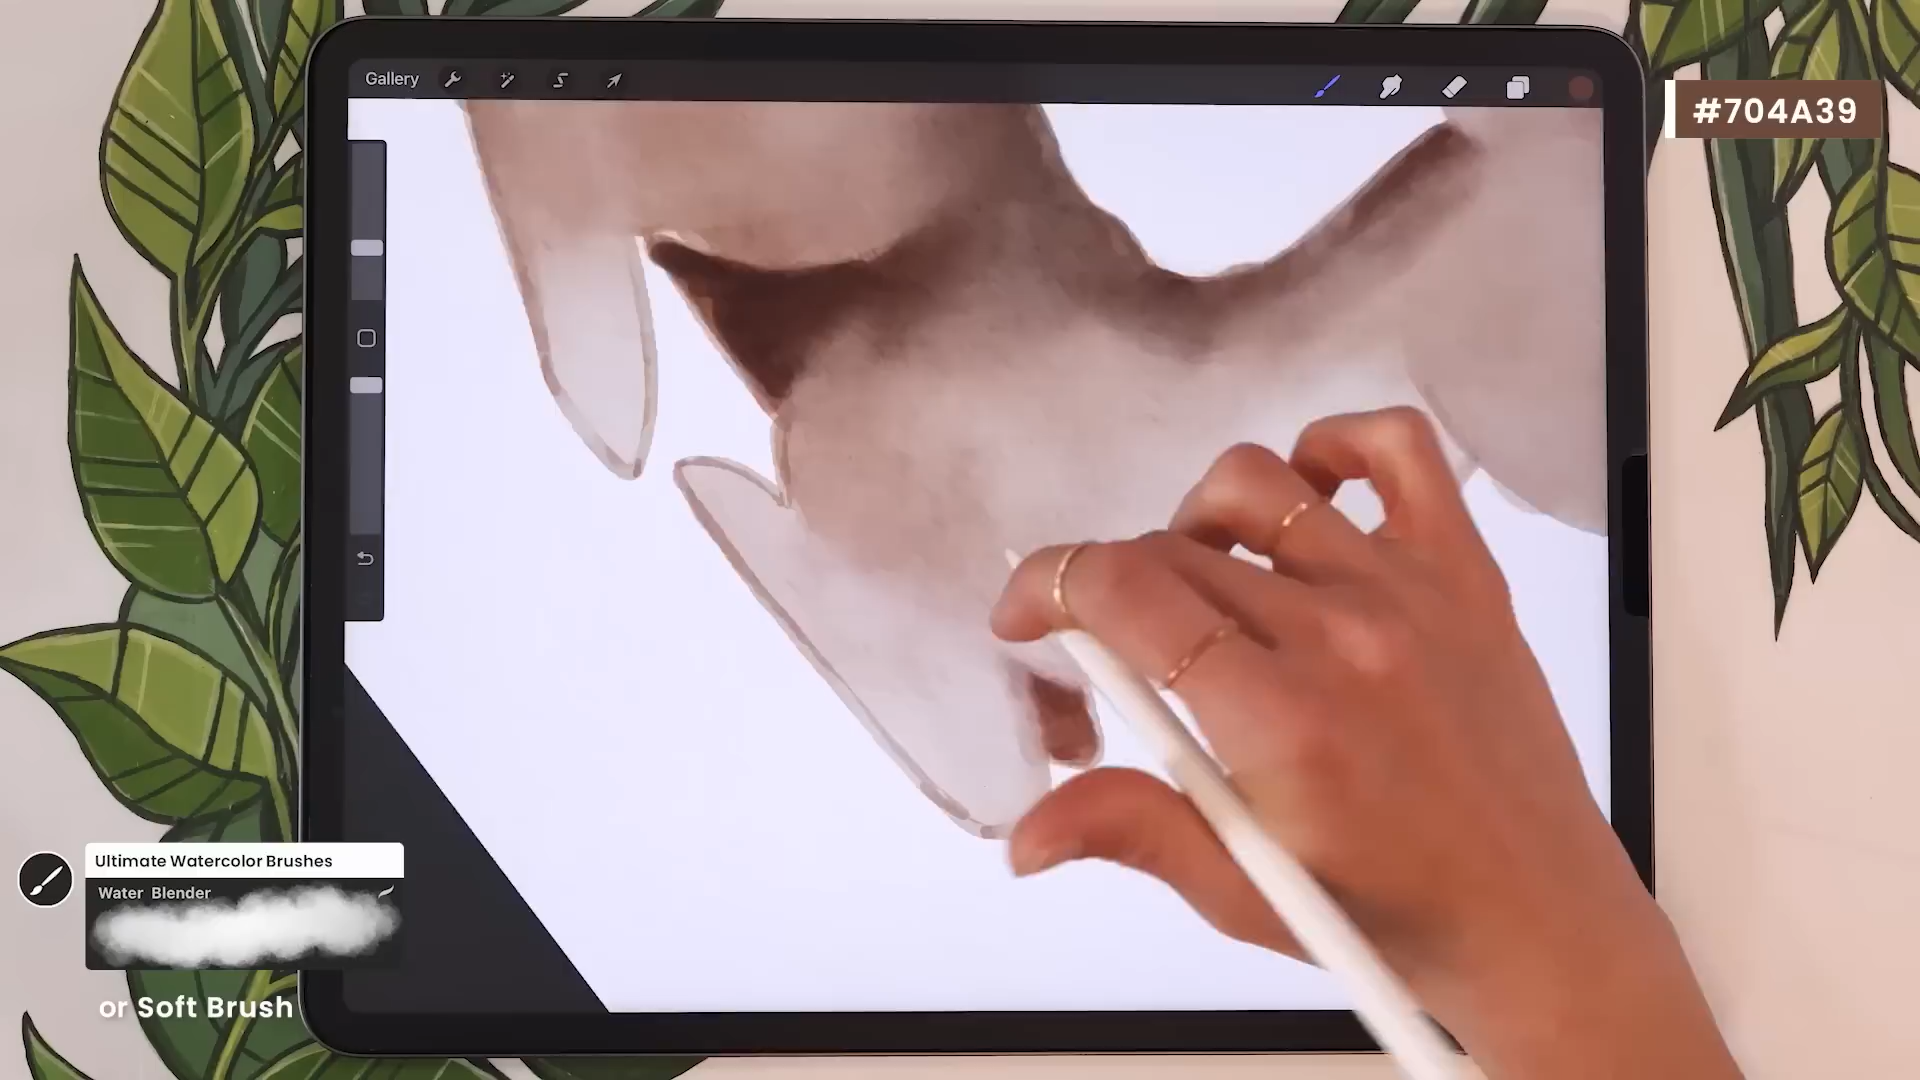 Gallery
#704A39
Ultimate Watercolor Brushes
Water Blender
or Soft Brush